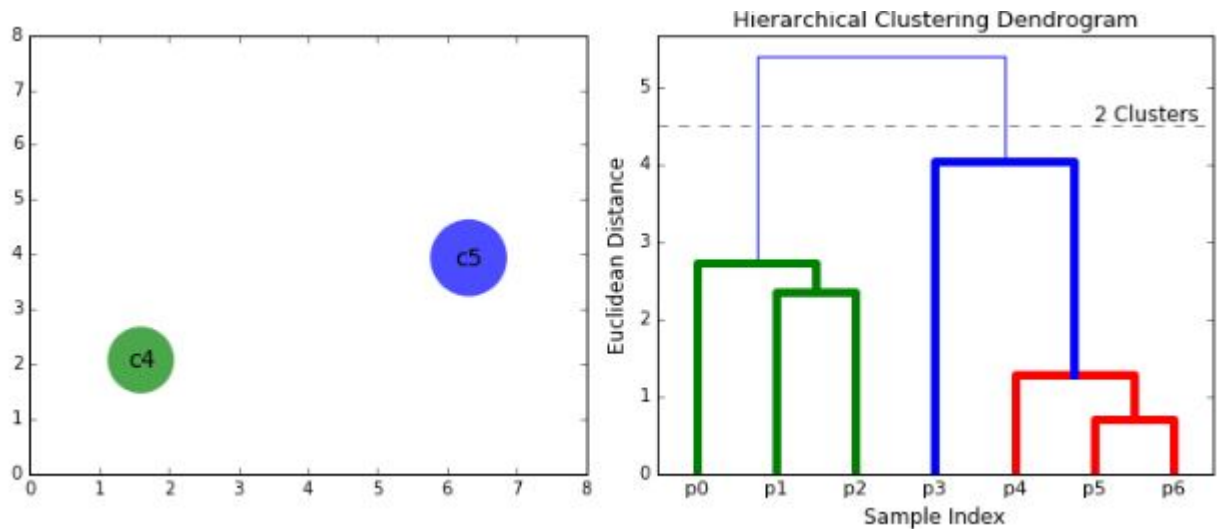 8
7
6
5
4
3
2
1
0
0 1 2 3 4 5 6 7 8
c5
c4
Hierarchical Clustering Dendrogram
2 Clusters
Euclidean Distance
5
4
3
2
1
0
p0 p1 p2 p3 p4 p5 p6
Sample Index